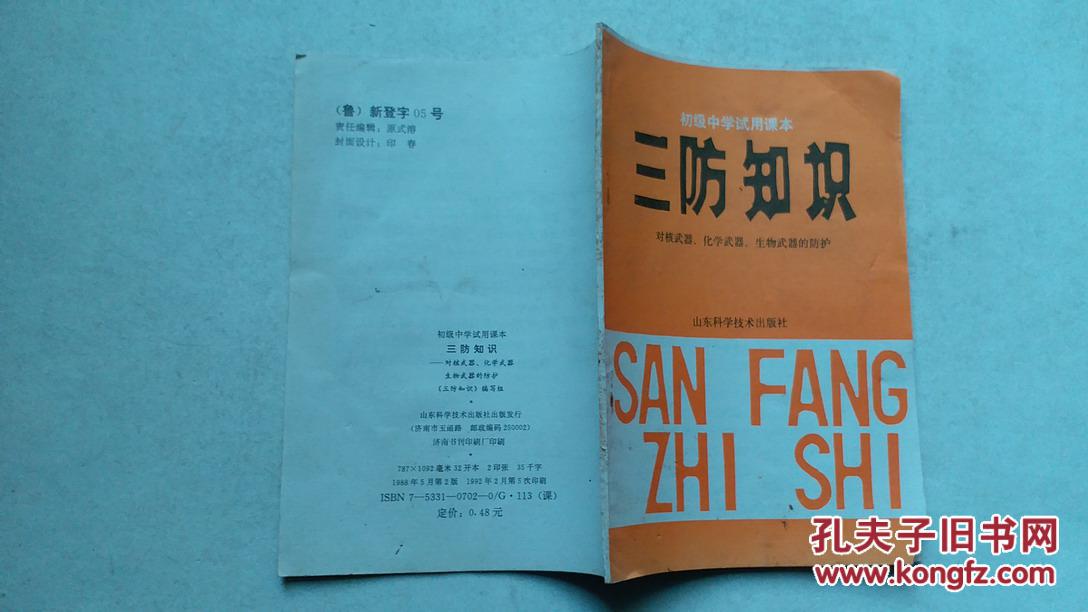 （鲁）新登字05号
责任编辑：原式溶
封面设计：印 春
初级中学试用课本
三防知识
——对核武器、化学武器
生物武器的防护
《三防知识》编写组
山东科学技术出版社出版发行
（济南市玉函路 邮政编码250002）
济南书刊印刷厂印刷
787×1092毫米32开本 2印张 35千字
1988年5月第2版 1992年2月第5次印刷
ISBN 7—5331—0702—0/G·113（课）
定价：0.48元
初级中学试用课本
三防知识
对核武器、化学武器、生物武器的防护
山东科学技术出版社
SAN FANG
ZHI SHI
孔夫子旧书网
www.kongfz.com